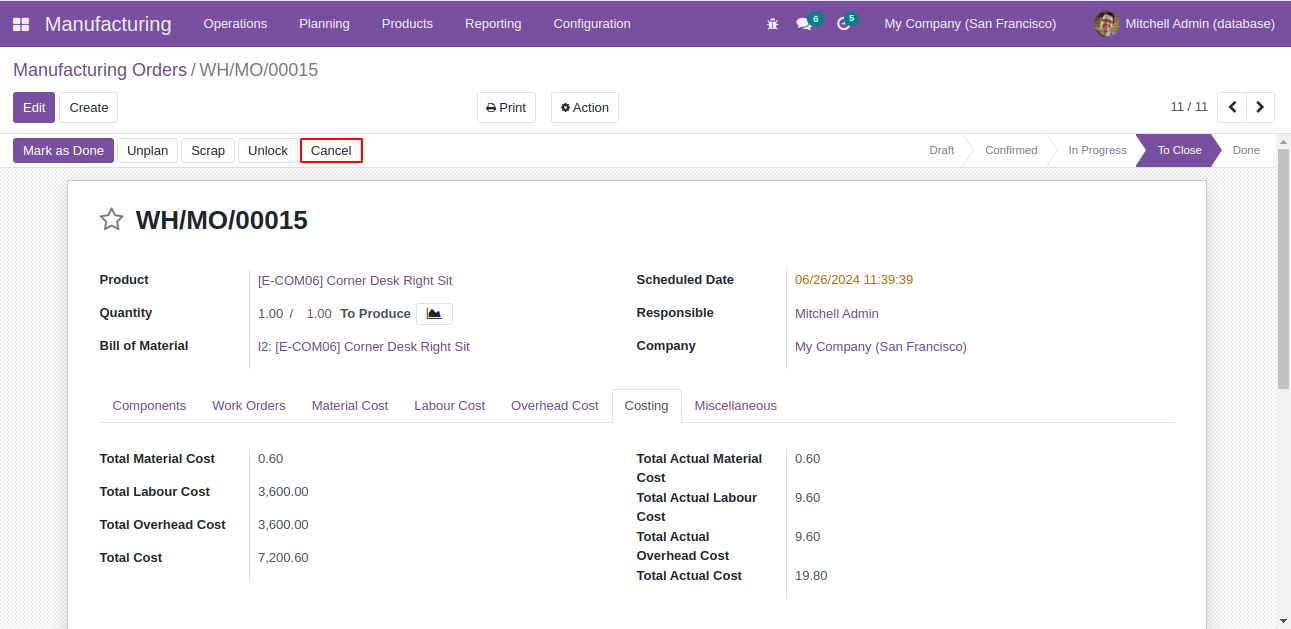 Manufacturing Operations Planning Products Reporting Configuration 6 5 My Company (San Francisco) Mitchell Admin (database)
Manufacturing Orders / WH/MO/00015
Edit Create Print Action 11 / 11
Mark as Done Unplan Scrap Unlock Cancel Draft Confirmed In Progress To Close Done
WH/MO/00015
Product [E-COM06] Corner Desk Right Sit
Quantity 1.00 / 1.00 To Produce
Bill of Material I2: [E-COM06] Corner Desk Right Sit
Scheduled Date 06/26/2024 11:39:39
Responsible Mitchell Admin
Company My Company (San Francisco)
Components Work Orders Material Cost Labour Cost Overhead Cost Costing Miscellaneous
Total Material Cost 0.60
Total Labour Cost 3,600.00
Total Overhead Cost 3,600.00
Total Cost 7,200.60
Total Actual Material 0.60
Cost
Total Actual Labour 9.60
Cost
Total Actual 9.60
Overhead Cost
Total Actual Cost 19.80